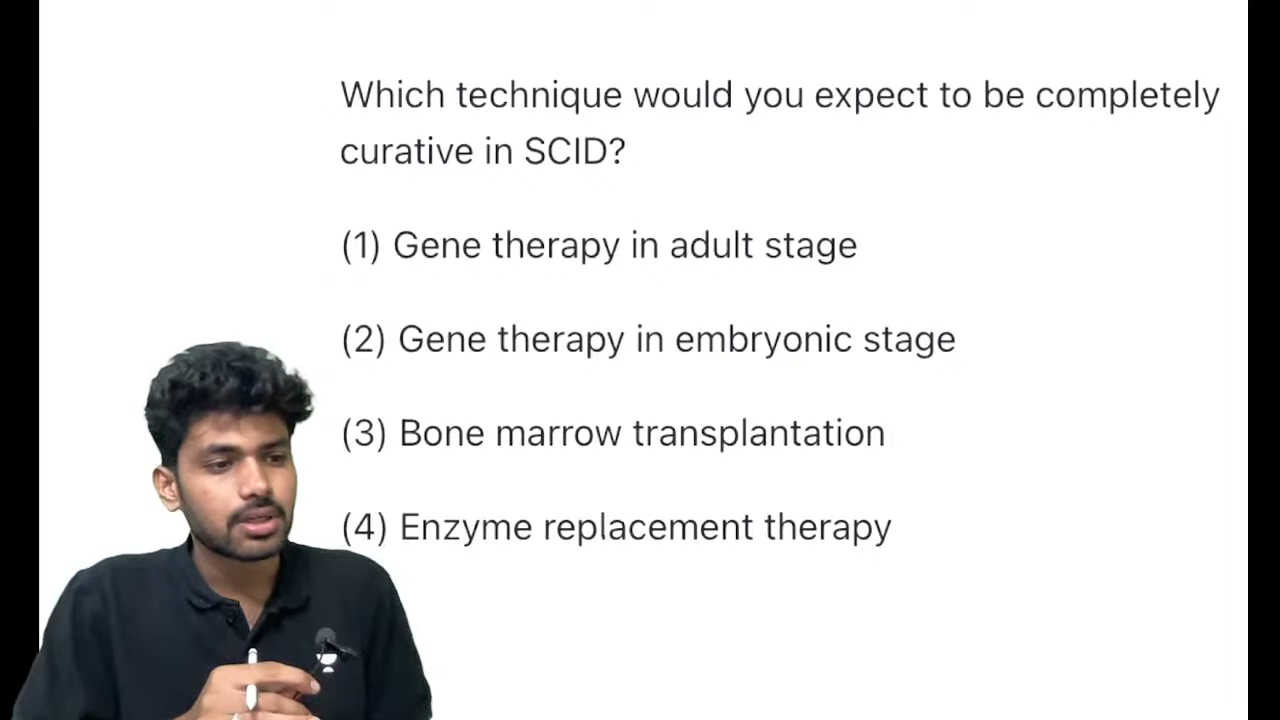 Which technique would you expect to be completely
curative in SCID?
(1) Gene therapy in adult stage
(2) Gene therapy in embryonic stage
(3) Bone marrow transplantation
(4) Enzyme replacement therapy